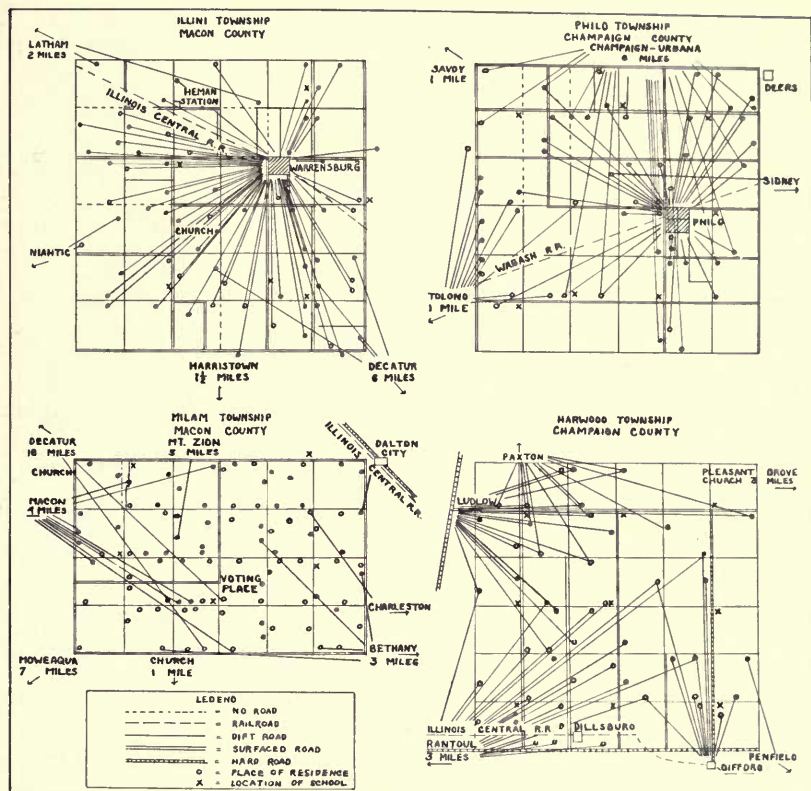 ILLINI TOWNSHIP
MACON COUNTY
LATHAM
2 MILES
ILLINOIS CENTRAL R.R.
HEMAN
STATION
WARRENSBURG
CHURCH
NIANTIC
HARRISTOWN
1½ MILES
DECATUR
6 MILES
PHILO TOWNSHIP
CHAMPAIGN COUNTY
CHAMPAIGN-URBANA
6 MILES
SAVOY
1 MILE
DEERS
SIDNEY
PHILO
WABASH R.R.
TOLONO
1 MILE
MILAM TOWNSHIP
MACON COUNTY
MT. ZION
5 MILES
DECATUR
18 MILES
CHURCH
MACON
4 MILES
DALTON
CITY
ILLINOIS
CENTRAL R.R.
VOTING
PLACE
CHARLESTON
BETHANY
3 MILES
MOWEAQUA
7 MILES
CHURCH
1 MILE
HARWOOD TOWNSHIP
CHAMPAIGN COUNTY
PAXTON
PLEASANT GROVE
CHURCH 3 MILES
LUDLOW
ILLINOIS CENTRAL R.R.
DILLSBURG
RANTOUL
3 MILES
GIFFORD
PENFIELD
LEGEND
= NO ROAD
= RAILROAD
= DIRT ROAD
= SURFACED ROAD
= HARD ROAD
O = PLACE OF RESIDENCE
X = LOCATION OF SCHOOL